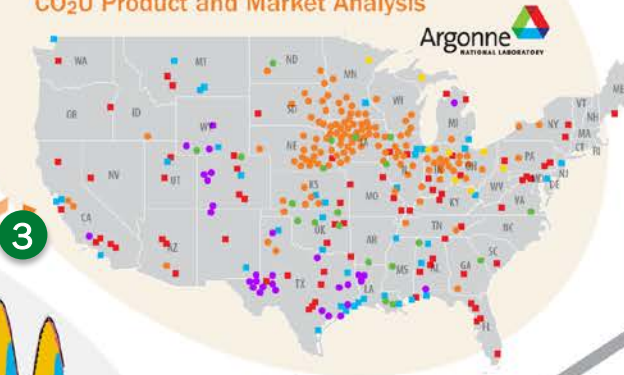 CO2U Product and Market Analysis
Argonne
NATIONAL LABORATORY
WA
MT
ND
MN
OR
ID
WY
SD
WI
MI
VT
NH
ME
NY
MA
CT
RI
NE
IA
PA
NJ
DE
NV
UT
KS
MO
KY
WV
VA
CA
AZ
OK
AR
TN
NC
SC
TX
LA
MS
AL
GA
FL
3